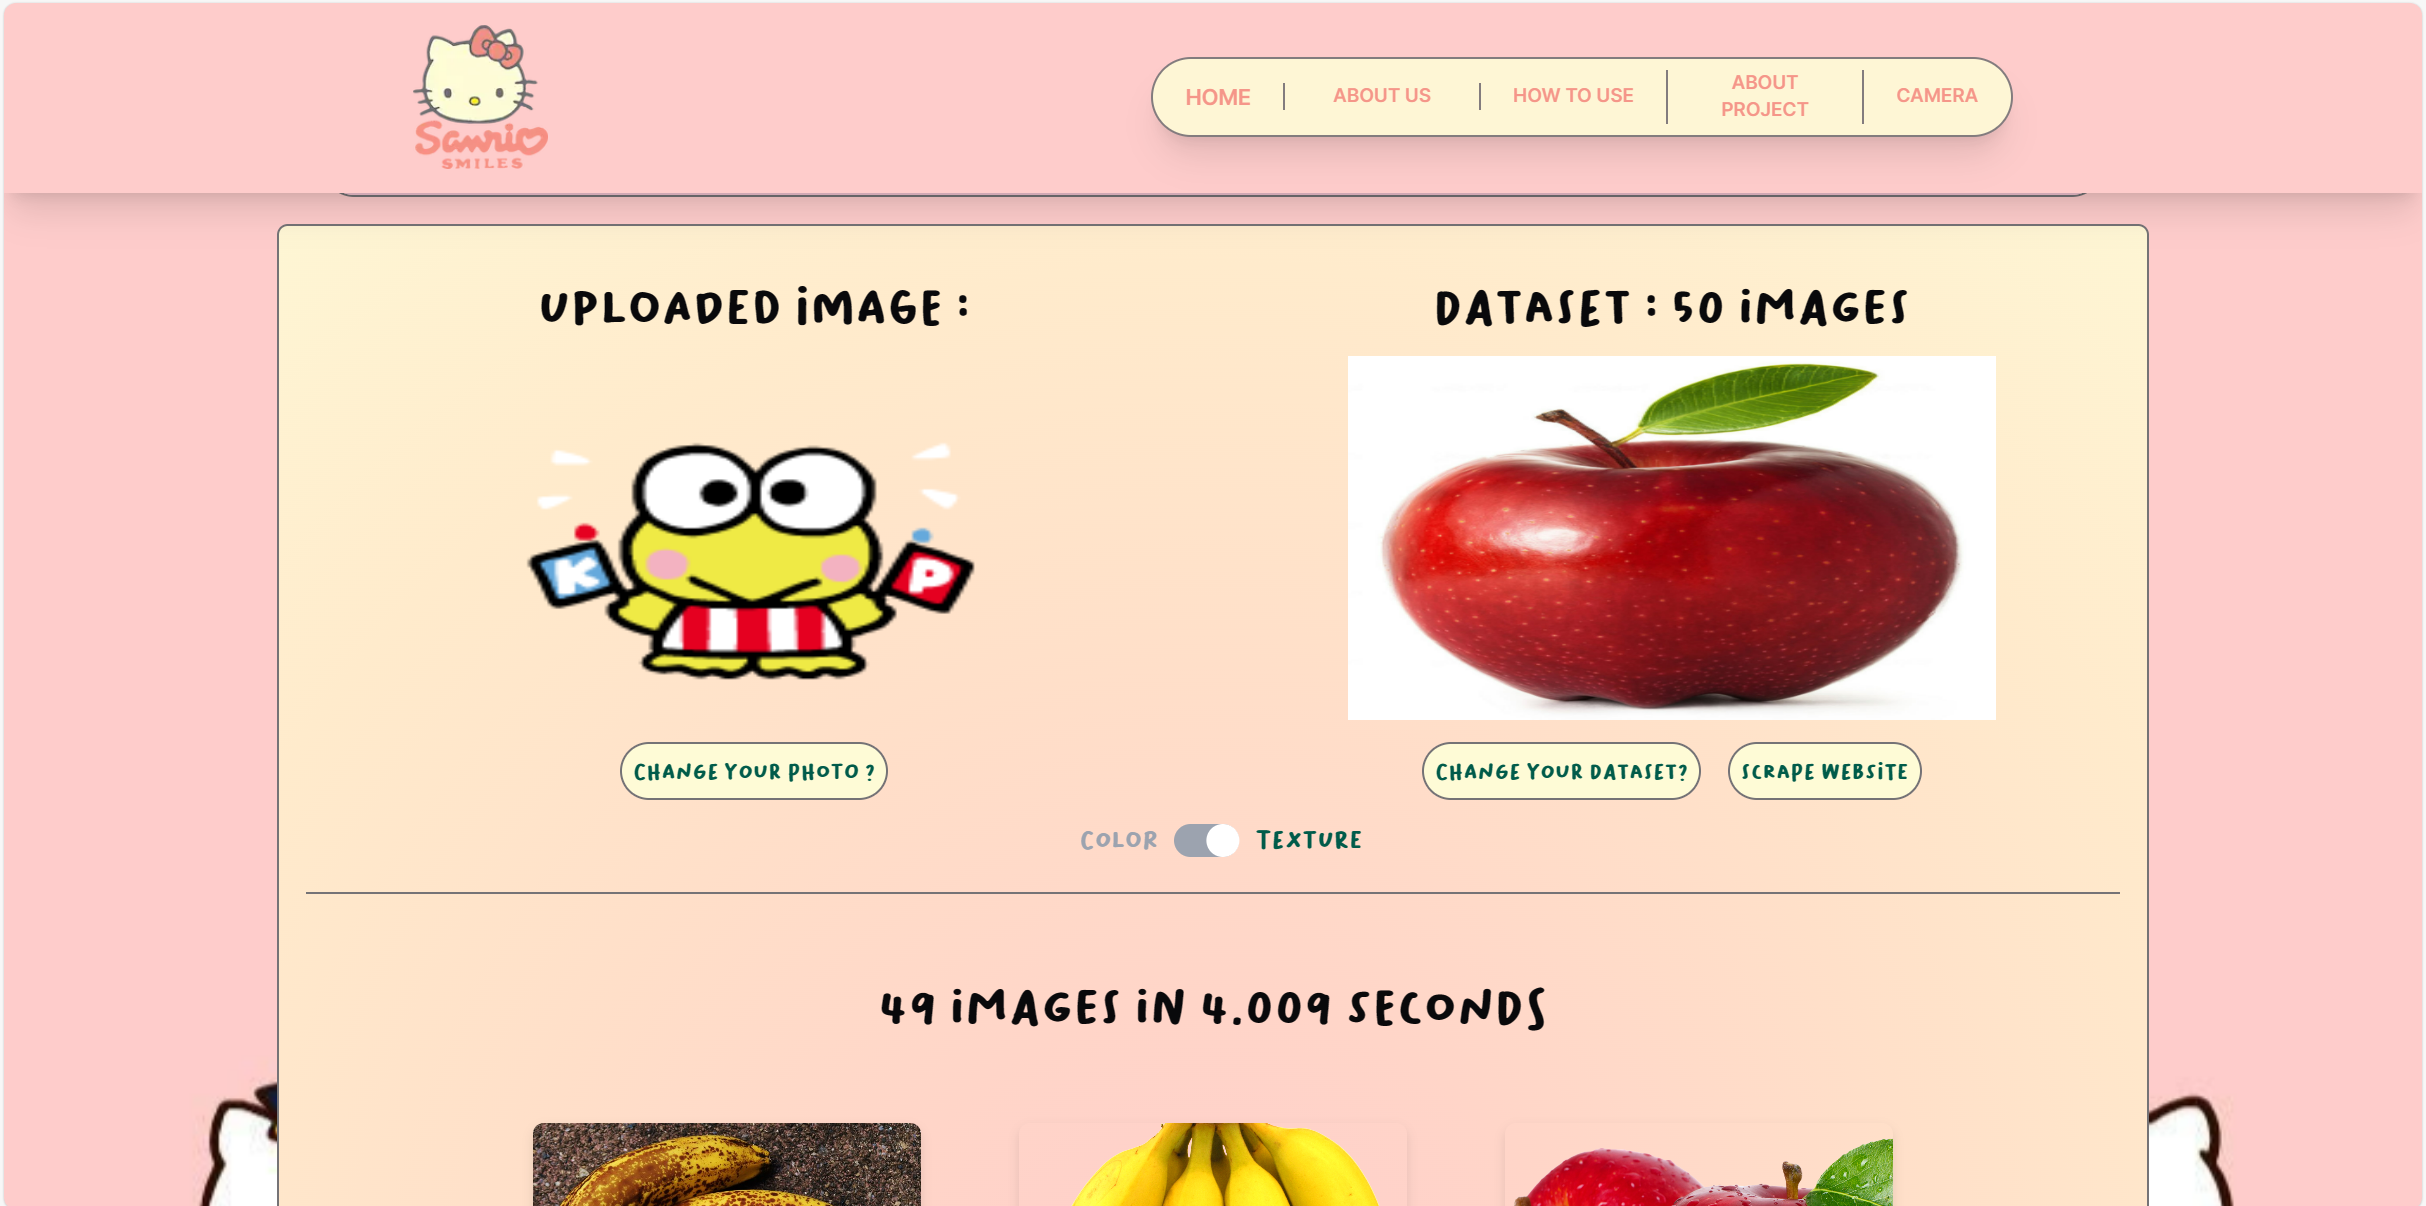 Sanrio
SMILES
HOME
ABOUT US
HOW TO USE
ABOUT
PROJECT
CAMERA
UPLOADED IMAGE :
DATASET : 50 IMAGES
K
P
CHANGE YOUR PHOTO ?
CHANGE YOUR DATASET?
SCRAPE WEBSITE
COLOR
TEXTURE
49 IMAGES IN 4.009 SECONDS